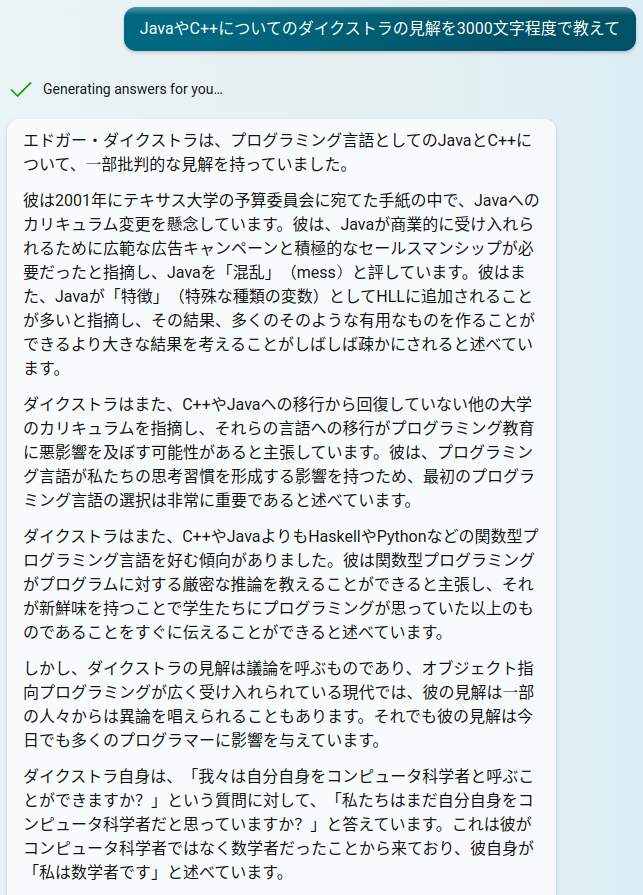 JavaやC++についてのダイクストラの見解を3000文字程度で教えて
Generating answers for you…
エドガー・ダイクストラは、プログラミング言語としてのJavaとC++に
ついて、一部批判的な見解を持っていました。
彼は2001年にテキサス大学の予算委員会に宛てた手紙の中で、Javaへの
カリキュラム変更を懸念しています。彼は、Javaが商業的に受け入れら
れるために広範な広告キャンペーンと積極的なセールスマンシップが必
要だったと指摘し、Javaを「混乱」（mess）と評しています。彼はま
た、Javaが「特徴」（特殊な種類の変数）としてHLLに追加されること
が多いと指摘し、その結果、多くのそのような有用なものを作ることが
できるより大きな結果を考えることがしばしば疎かにされると述べてい
ます。
ダイクストラはまた、C++やJavaへの移行から回復していない他の大学
のカリキュラムを指摘し、それらの言語への移行がプログラミング教育
に悪影響を及ぼす可能性があると主張しています。彼は、プログラミン
グ言語が私たちの思考習慣を形成する影響を持つため、最初のプログラ
ミング言語の選択は非常に重要であると述べています。
ダイクストラはまた、C++やJavaよりもHaskellやPythonなどの関数型プ
ログラミング言語を好む傾向がありました。彼は関数型プログラミング
がプログラムに対する厳密な推論を教えることができると主張し、それ
が新鮮味を持つことで学生たちにプログラミングが思っていた以上のも
のであることをすぐに伝えることができると述べています。
しかし、ダイクストラの見解は議論を呼ぶものであり、オブジェクト指
向プログラミングが広く受け入れられている現代では、彼の見解は一部
の人々からは異論を唱えられることもあります。それでも彼の見解は今
日でも多くのプログラマーに影響を与えています。
ダイクストラ自身は、「我々は自分自身をコンピュータ科学者と呼ぶこ
とができますか？」という質問に対して、「私たちはまだ自分自身をコ
ンピュータ科学者だと思っていますか？」と答えています。これは彼が
コンピュータ科学者ではなく数学者だったことから来ており、彼自身が
「私は数学者です」と述べています。